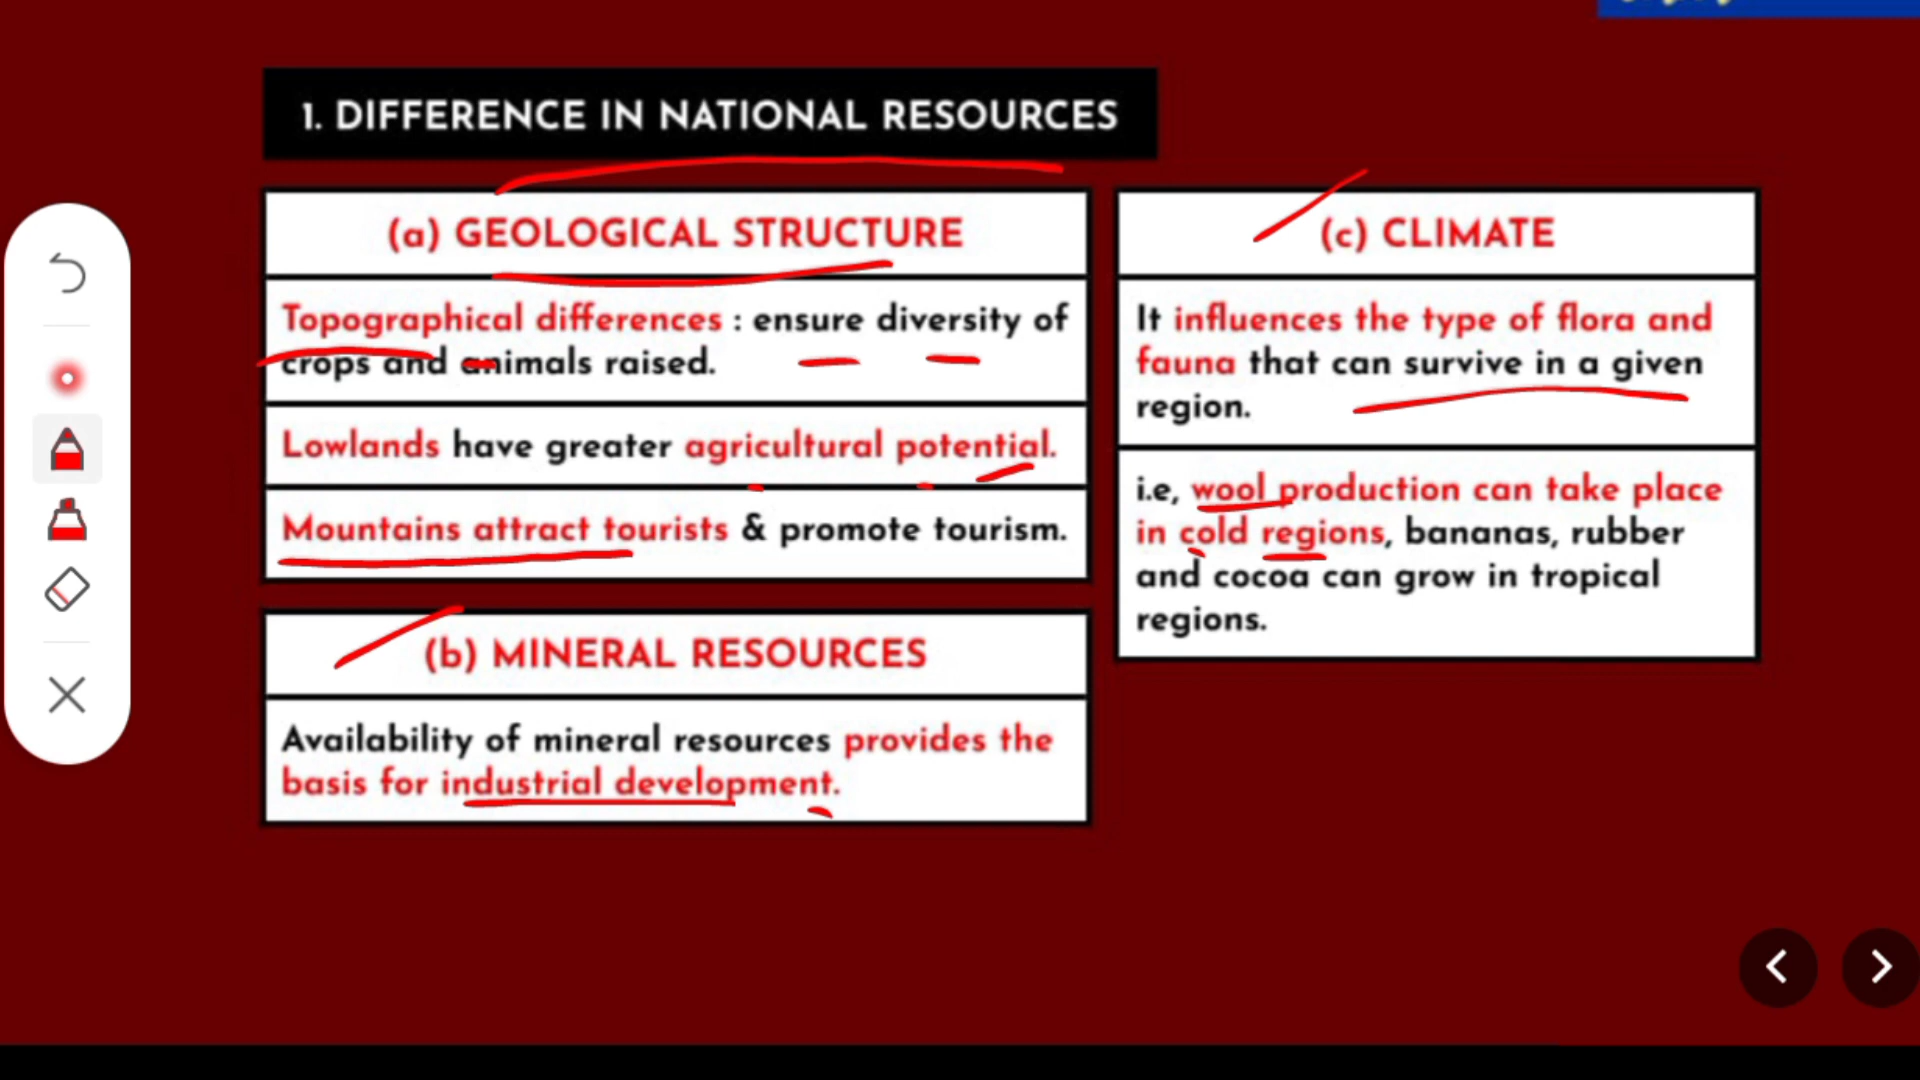 1. DIFFERENCE IN NATIONAL RESOURCES
(a) GEOLOGICAL STRUCTURE
Topographical differences : ensure diversity of
crops and animals raised.
Lowlands have greater agricultural potential.
Mountains attract tourists & promote tourism.
(b) MINERAL RESOURCES
Availability of mineral resources provides the
basis for industrial development.
(c) CLIMATE
It influences the type of flora and
fauna that can survive in a given
region.
i.e, wool production can take place
in cold regions, bananas, rubber
and cocoa can grow in tropical
regions.